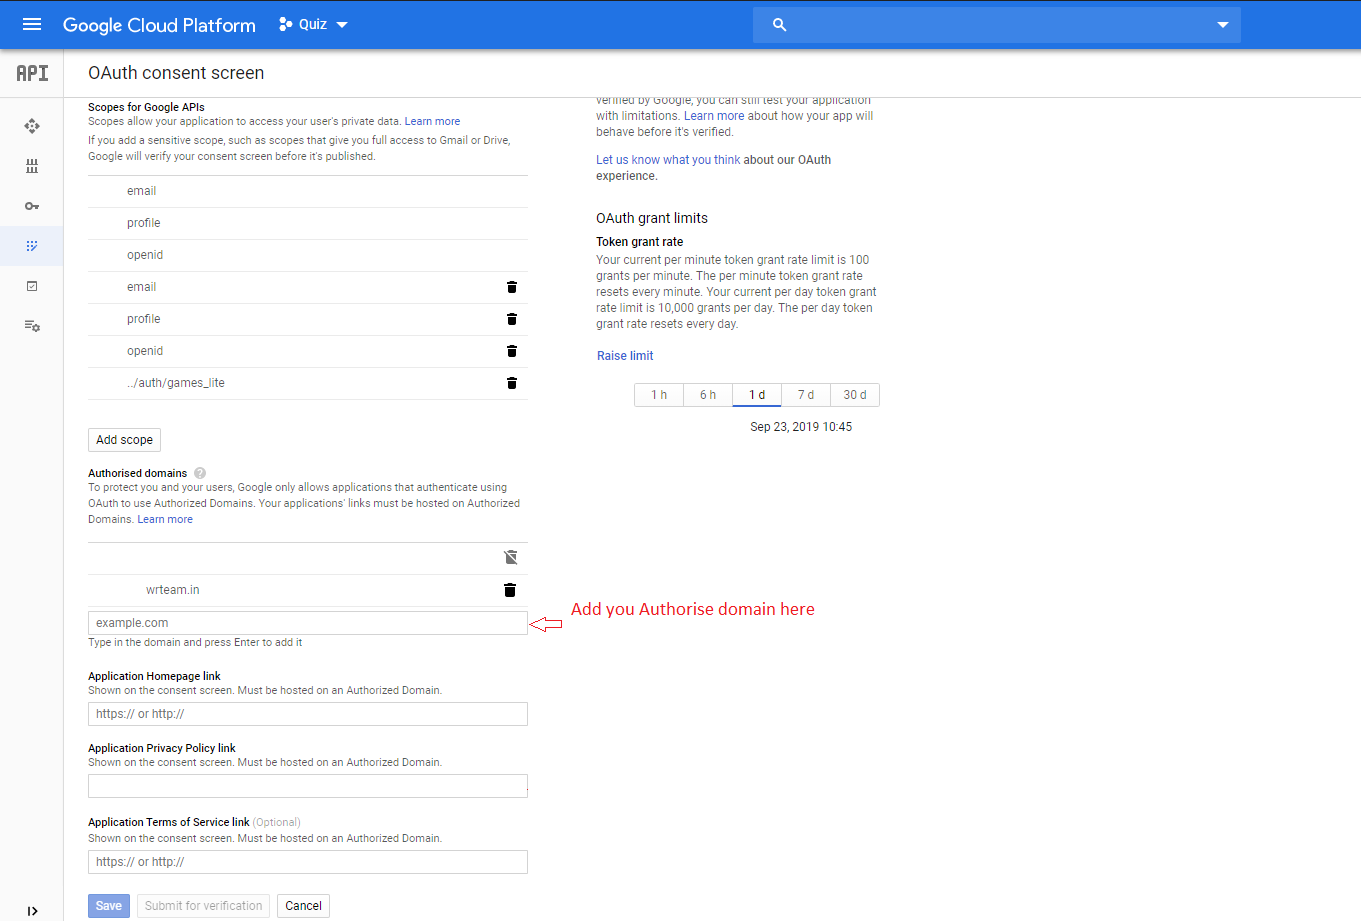 Google Cloud Platform
Quiz
API
OAuth consent screen
Scopes for Google APIs
Scopes allow your application to access your user's private data. Learn more
If you add a sensitive scope, such as scopes that give you full access to Gmail or Drive,
Google will verify your consent screen before it's published.
email
profile
openid
email
profile
openid
../auth/games_lite
Add scope
Authorised domains ?
To protect you and your users, Google only allows applications that authenticate using
OAuth to use Authorized Domains. Your applications' links must be hosted on Authorized
Domains. Learn more
wrteam.in
example.com
Type in the domain and press Enter to add it
Add you Authorise domain here
Application Homepage link
Shown on the consent screen. Must be hosted on an Authorized Domain.
https:// or http://
Application Privacy Policy link
Shown on the consent screen. Must be hosted on an Authorized Domain.
Application Terms of Service link (Optional)
Shown on the consent screen. Must be hosted on an Authorized Domain.
https:// or http://
Save
Submit for verification
Cancel
verified by Google, you can still test your application
with limitations. Learn more about how your app will
behave before it's verified.
Let us know what you think about our OAuth
experience.
OAuth grant limits
Token grant rate
Your current per minute token grant rate limit is 100
grants per minute. The per minute token grant rate
resets every minute. Your current per day token grant
rate limit is 10,000 grants per day. The per day token
grant rate resets every day.
Raise limit
1 h 6 h 1 d 7 d 30 d
Sep 23, 2019 10:45